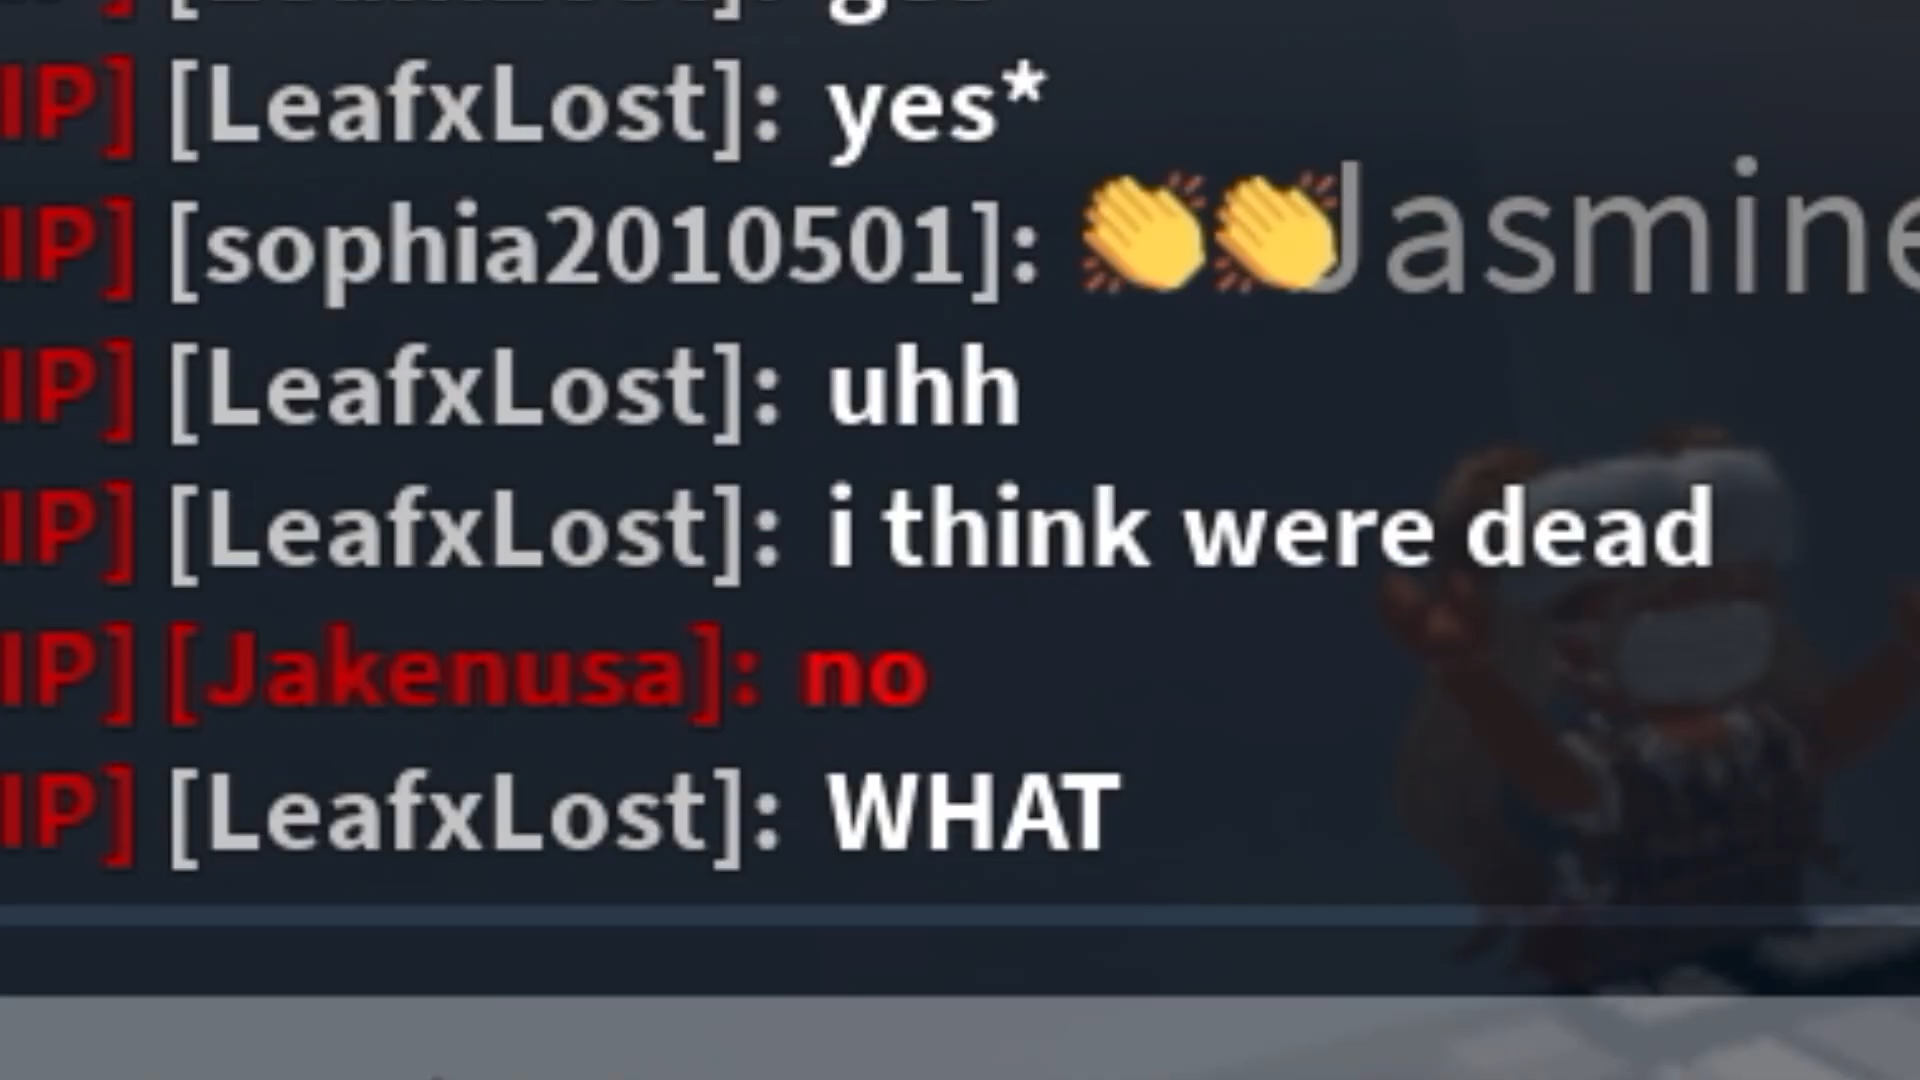 IP] [LeafxLost]: yes*
IP] [sophia2010501]: 👏👏 Jasmine
IP] [LeafxLost]: uhh
IP] [LeafxLost]: i think were dead
IP] [Jakenusa]: no
IP] [LeafxLost]: WHAT